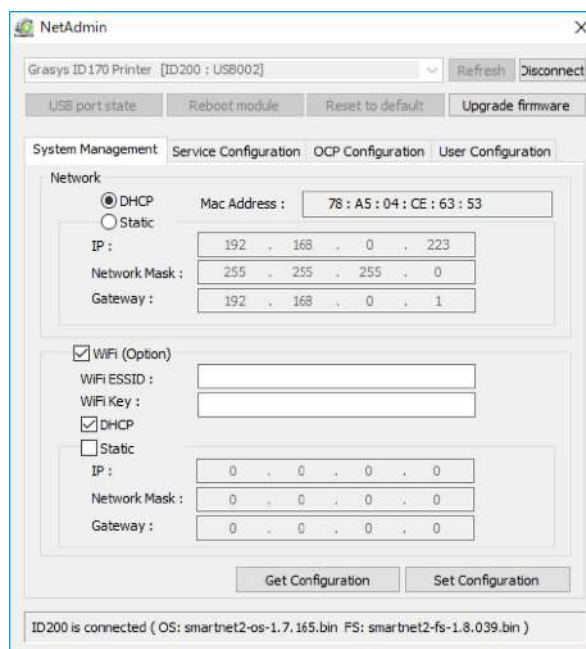 NetAdmin
Grasys ID170 Printer [ID200 : USB002] Refresh Disconnect
USB port state Reboot module Reset to default Upgrade firmware
System Management Service Configuration OCP Configuration User Configuration
Network
DHCP Mac Address : 78 : A5 : 04 : CE : 63 : 53
Static
IP : 192 . 168 . 0 . 223
Network Mask : 255 . 255 . 255 . 0
Gateway : 192 . 168 . 0 . 1
WiFi (Option)
WiFi ESSID :
WiFi Key :
DHCP
Static
IP : 0 . 0 . 0 . 0
Network Mask : 0 . 0 . 0 . 0
Gateway : 0 . 0 . 0 . 0
Get Configuration Set Configuration
ID200 is connected ( OS: smartnet2-os-1.7.165.bin FS: smartnet2-fs-1.8.039.bin )